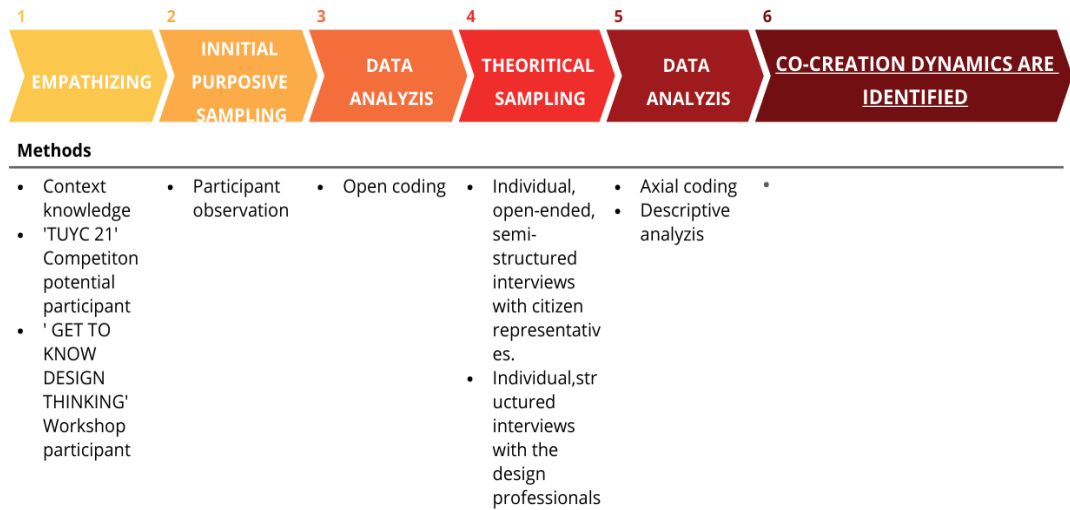 1
2
3
4
5
6
EMPATHIZING
INNITIAL
PURPOSIVE
SAMPLING
DATA
ANALYZIS
THEORITICAL
SAMPLING
DATA
ANALYZIS
CO-CREATION DYNAMICS ARE
IDENTIFIED
Methods
• Context
knowledge
• 'TUYC 21'
Competiton
potential
participant
• ' GET TO
KNOW
DESIGN
THINKING'
Workshop
participant
• Participant
observation
• Open coding
• Individual,
open-ended,
semi-
structured
interviews
with citizen
representativ
es.
• Individual,str
uctured
interviews
with the
design
professionals
• Axial coding
• Descriptive
analyzis
•